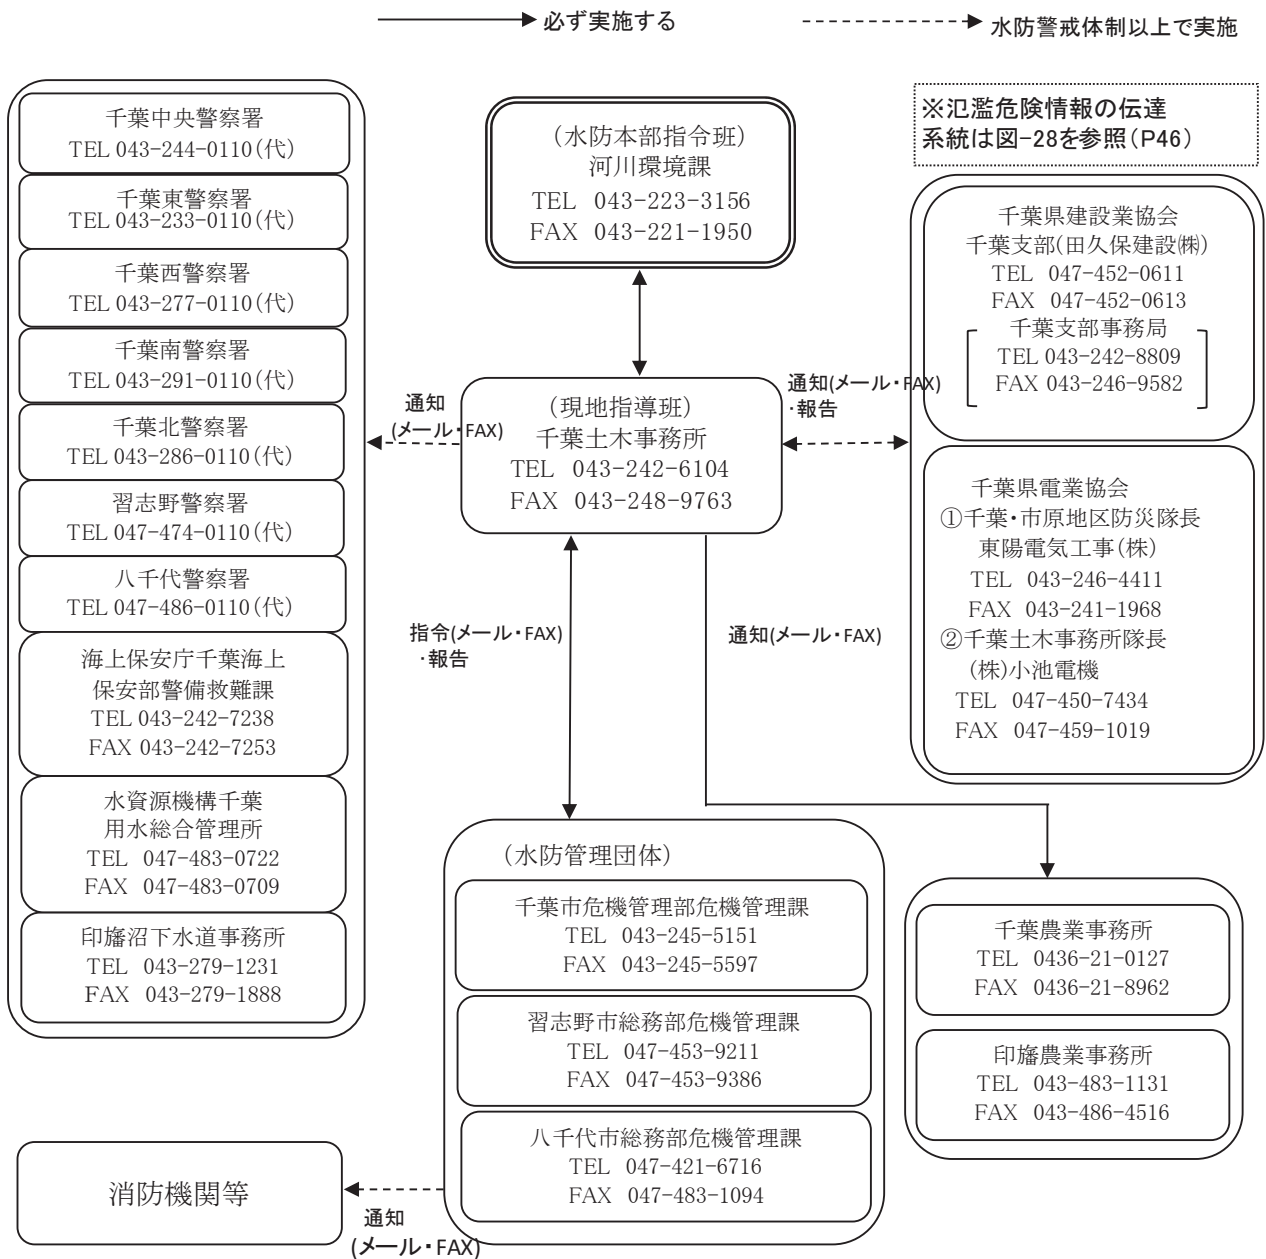 必ず実施する
水防警戒体制以上で実施
千葉中央警察署
TEL 043-244-0110(代)
千葉東警察署
TEL 043-233-0110(代)
千葉西警察署
TEL 043-277-0110(代)
千葉南警察署
TEL 043-291-0110(代)
千葉北警察署
TEL 043-286-0110(代)
習志野警察署
TEL 047-474-0110(代)
八千代警察署
TEL 047-486-0110(代)
海上保安庁千葉海上
保安部警備救難課
TEL 043-242-7238
FAX 043-242-7253
水資源機構千葉
用水総合管理所
TEL 047-483-0722
FAX 047-483-0709
印旛沼下水道事務所
TEL 043-279-1231
FAX 043-279-1888
(水防本部指令班)
河川環境課
TEL 043-223-3156
FAX 043-221-1950
※氾濫危険情報の伝達
系統は図-28を参照(P46)
千葉県建設業協会
千葉支部(田久保建設㈱)
TEL 047-452-0611
FAX 047-452-0613
千葉支部事務局
TEL 043-242-8809
FAX 043-246-9582
通知
(メール・FAX)
(現地指導班)
千葉土木事務所
TEL 043-242-6104
FAX 043-248-9763
通知(メール・FAX)
・報告
千葉県電業協会
①千葉・市原地区防災隊長
東陽電気工事(株)
TEL 043-246-4411
FAX 043-241-1968
②千葉土木事務所隊長
(株)小池電機
TEL 047-450-7434
FAX 047-459-1019
指令(メール・FAX)
・報告
通知(メール・FAX)
(水防管理団体)
千葉市危機管理部危機管理課
TEL 043-245-5151
FAX 043-245-5597
習志野市総務部危機管理課
TEL 047-453-9211
FAX 047-453-9386
八千代市総務部危機管理課
TEL 047-421-6716
FAX 047-483-1094
千葉農業事務所
TEL 0436-21-0127
FAX 0436-21-8962
印旛農業事務所
TEL 043-483-1131
FAX 043-486-4516
消防機関等
通知
(メール・FAX)